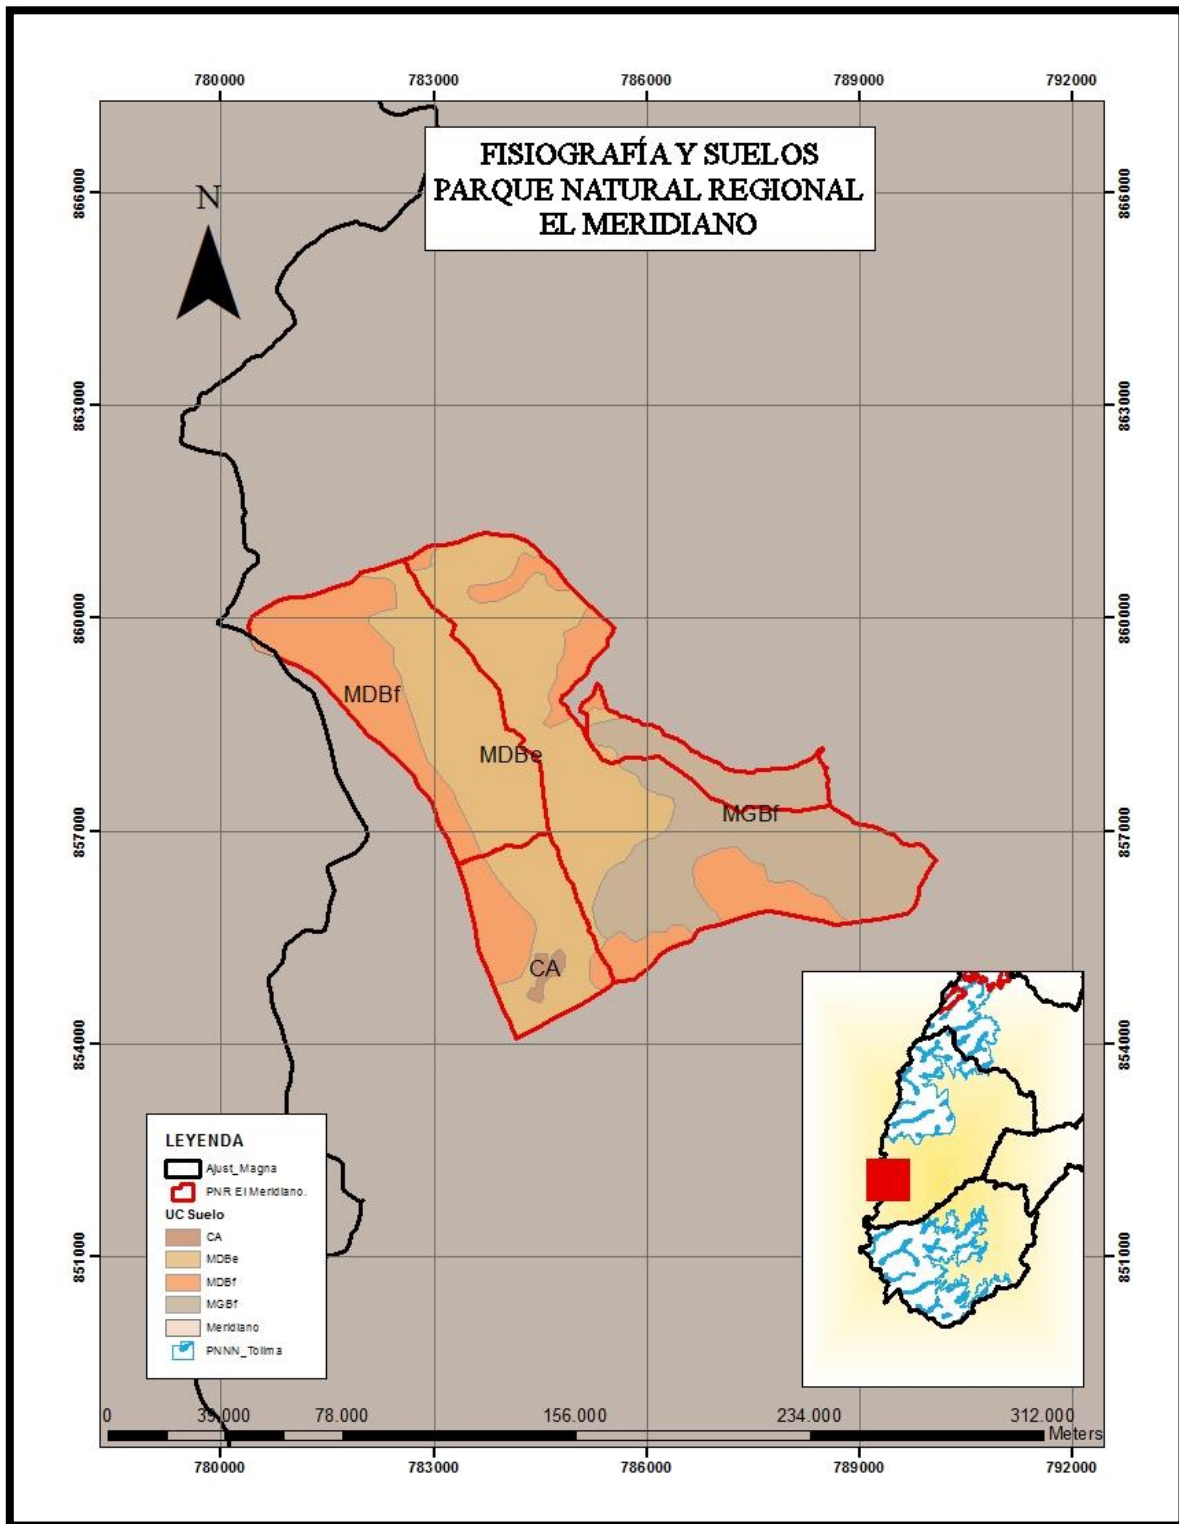 780000 783000 786000 789000 792000
FISIOGRAFÍA Y SUELOS
PARQUE NATURAL REGIONAL
EL MERIDIANO
N
866000 866000
863000 863000
860000 860000
MDBf
MDBe
MGBf
857000 857000
CA
854000 854000
LEYENDA
Ajust_Magna
PNR El Meridiano.
UC Suelo
CA
MDBe
MDBf
MGBf
Meridiano
PNNN_Tolima
851000 851000
0 39.000 78.000 156.000 234.000 312.000
Meters
780000 783000 786000 789000 792000